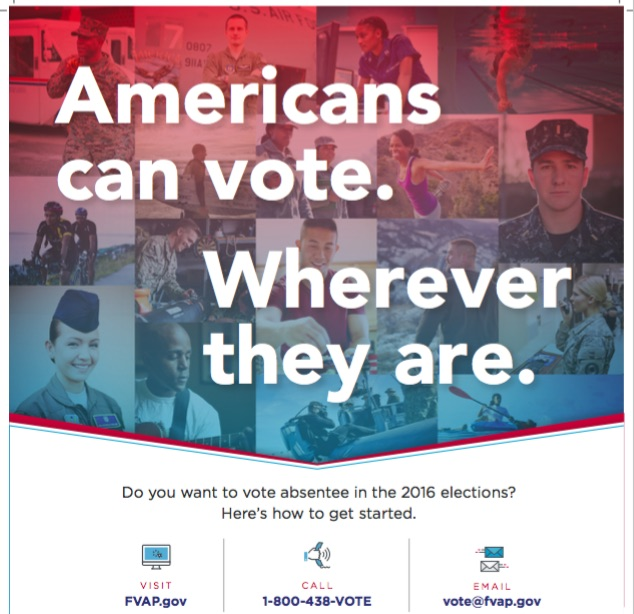 0807
Americans
can vote.
Wherever
they are.
Do you want to vote absentee in the 2016 elections?
Here's how to get started.
VISIT
FVAP.gov
CALL
1-800-438-VOTE
EMAIL
vote@fvap.gov